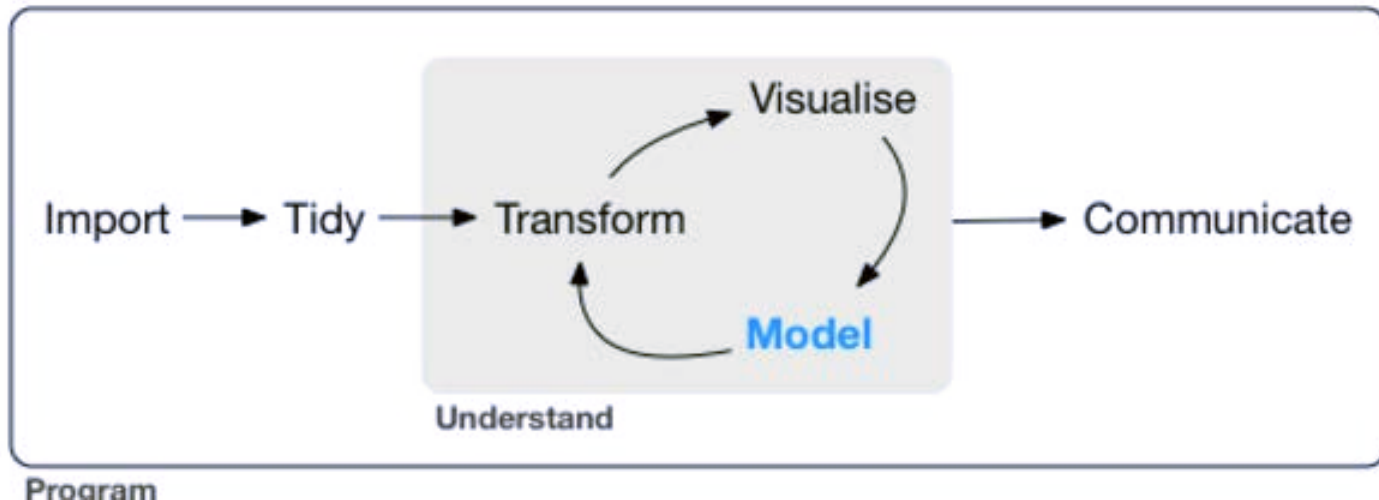 Visualise
Import Tidy Transform Communicate
Model
Understand
Program